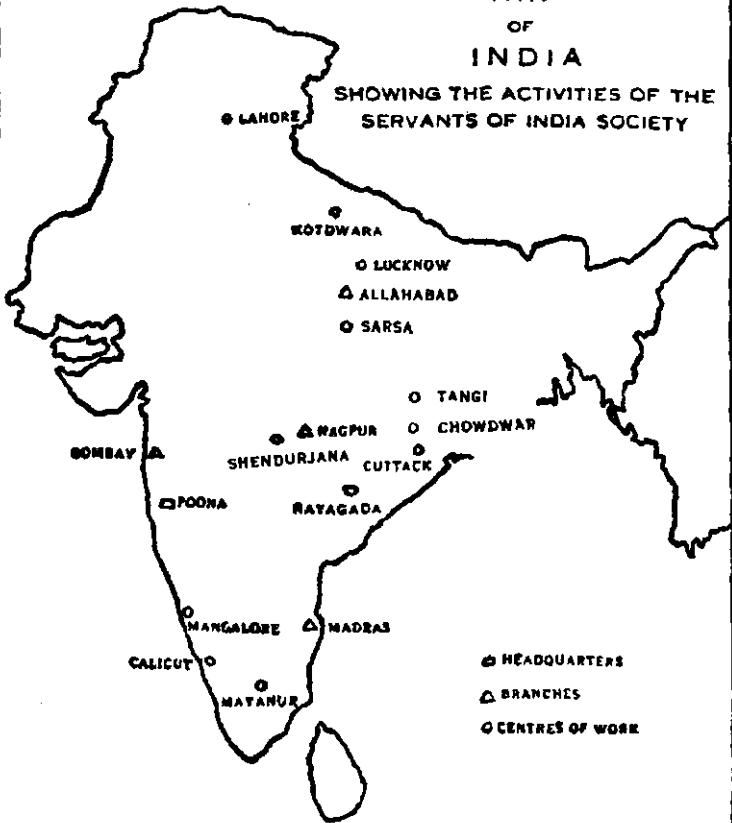 OF
INDIA
SHOWING THE ACTIVITIES OF THE
SERVANTS OF INDIA SOCIETY
LAHORE
KOTDWARA
LUCKNOW
ALLAHABAD
SARSA
TANGI
NAGPUR
CHOWDWAR
BOMBAY
SHENDURJANA
CUTTACK
POONA
RAYAGADA
MANGALORE
MADRAS
CALICUT
MAYANUR
HEADQUARTERS
BRANCHES
CENTRES OF WORK